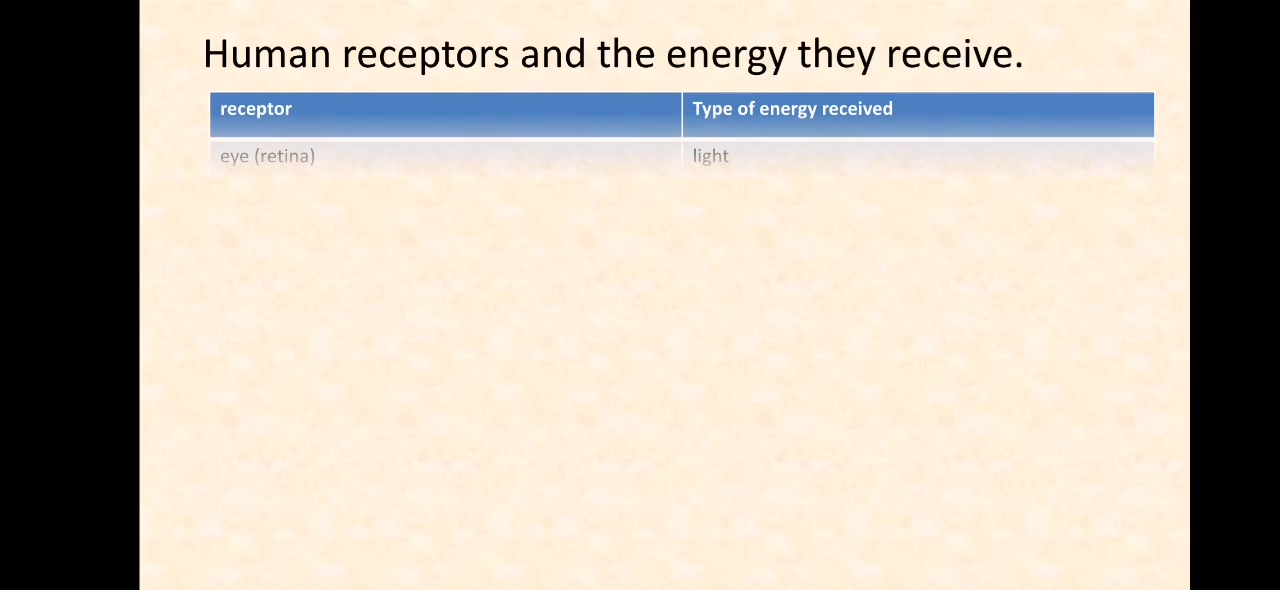 Human receptors and the energy they receive.
receptor Type of energy received
eye (retina) light